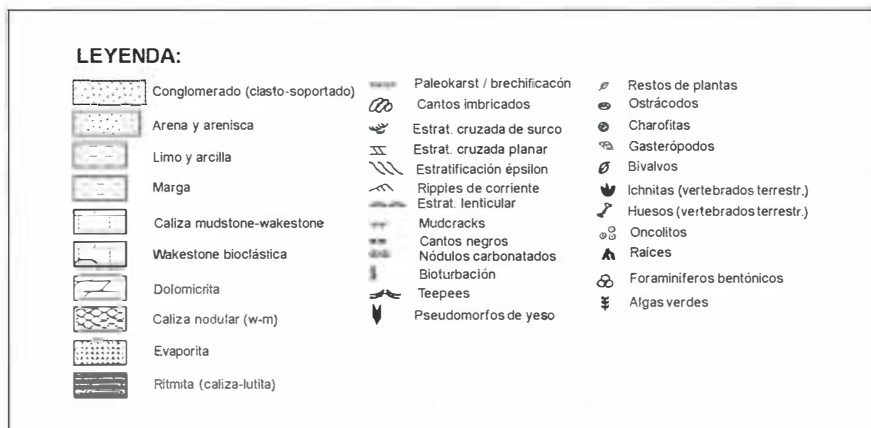 LEYENDA:
Conglomerado (clasto-soportado)
Arena y arenisca
Limo y arcilla
Marga
Caliza mudstone-wakestone
Wakestone bioclástica
Dolomicrita
Caliza nodular (w-m)
Evaporita
Ritmita (caliza-lutita)
Paleokarst / brechificacón
Cantos imbricados
Estrat. cruzada de surco
Estrat. cruzada planar
Estratificación épsilon
Ripples de corriente
Estrat. lenticular
Mudcracks
Cantos negros
Nódulos carbonatados
Bioturbación
Teepees
Pseudomorfos de yeso
Restos de plantas
Ostrácodos
Charofitas
Gasterópodos
Bivalvos
Ichnitas (vertebrados terrestr.)
Huesos (vertebrados terrestr.)
Oncolitos
Raíces
Foraminíferos bentónicos
Algas verdes